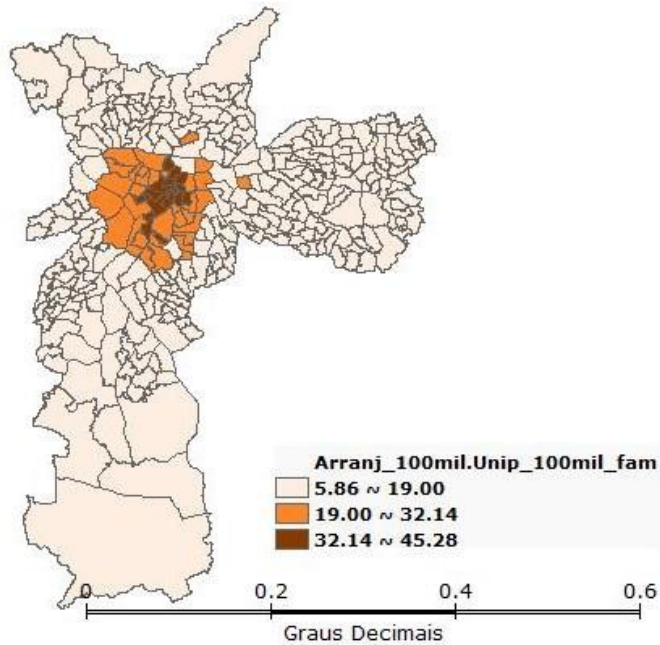 Arranj_100mil.Unip_100mil_fam
5.86 ~ 19.00
19.00 ~ 32.14
32.14 ~ 45.28
0 0.2 0.4 0.6
Graus Decimais